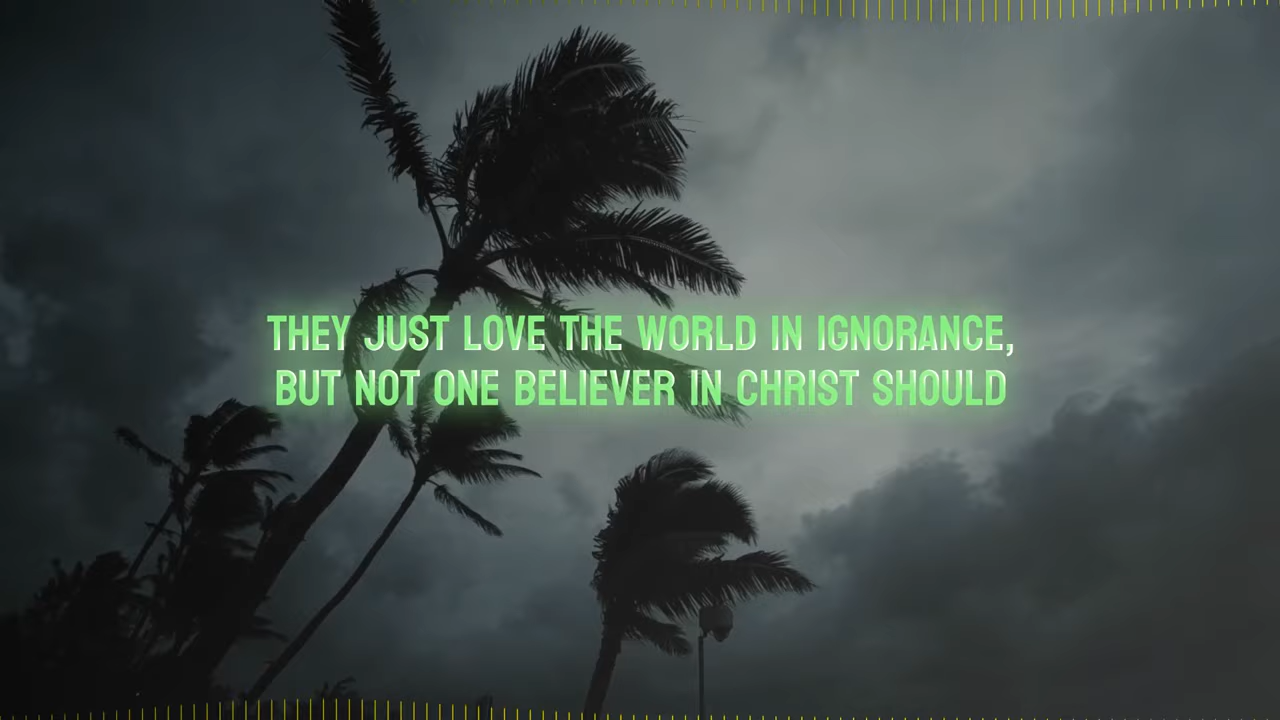 THEY JUST LOVE THE WORLD IN IGNORANCE,
BUT NOT ONE BELIEVER IN CHRIST SHOULD